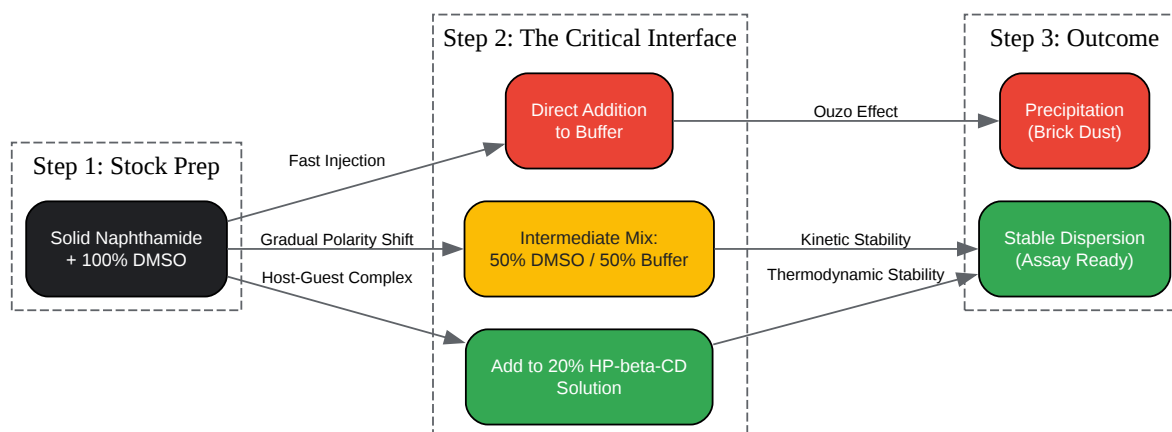 Step 1: Stock Prep
Solid Naphthamide
+ 100% DMSO
Fast Injection
Gradual Polarity Shift
Host-Guest Complex
Step 2: The Critical Interface
Direct Addition
to Buffer
Intermediate Mix:
50% DMSO / 50% Buffer
Add to 20% HP-beta-CD
Solution
Ouzo Effect
Kinetic Stability
Thermodynamic Stability
Step 3: Outcome
Precipitation
(Brick Dust)
Stable Dispersion
(Assay Ready)